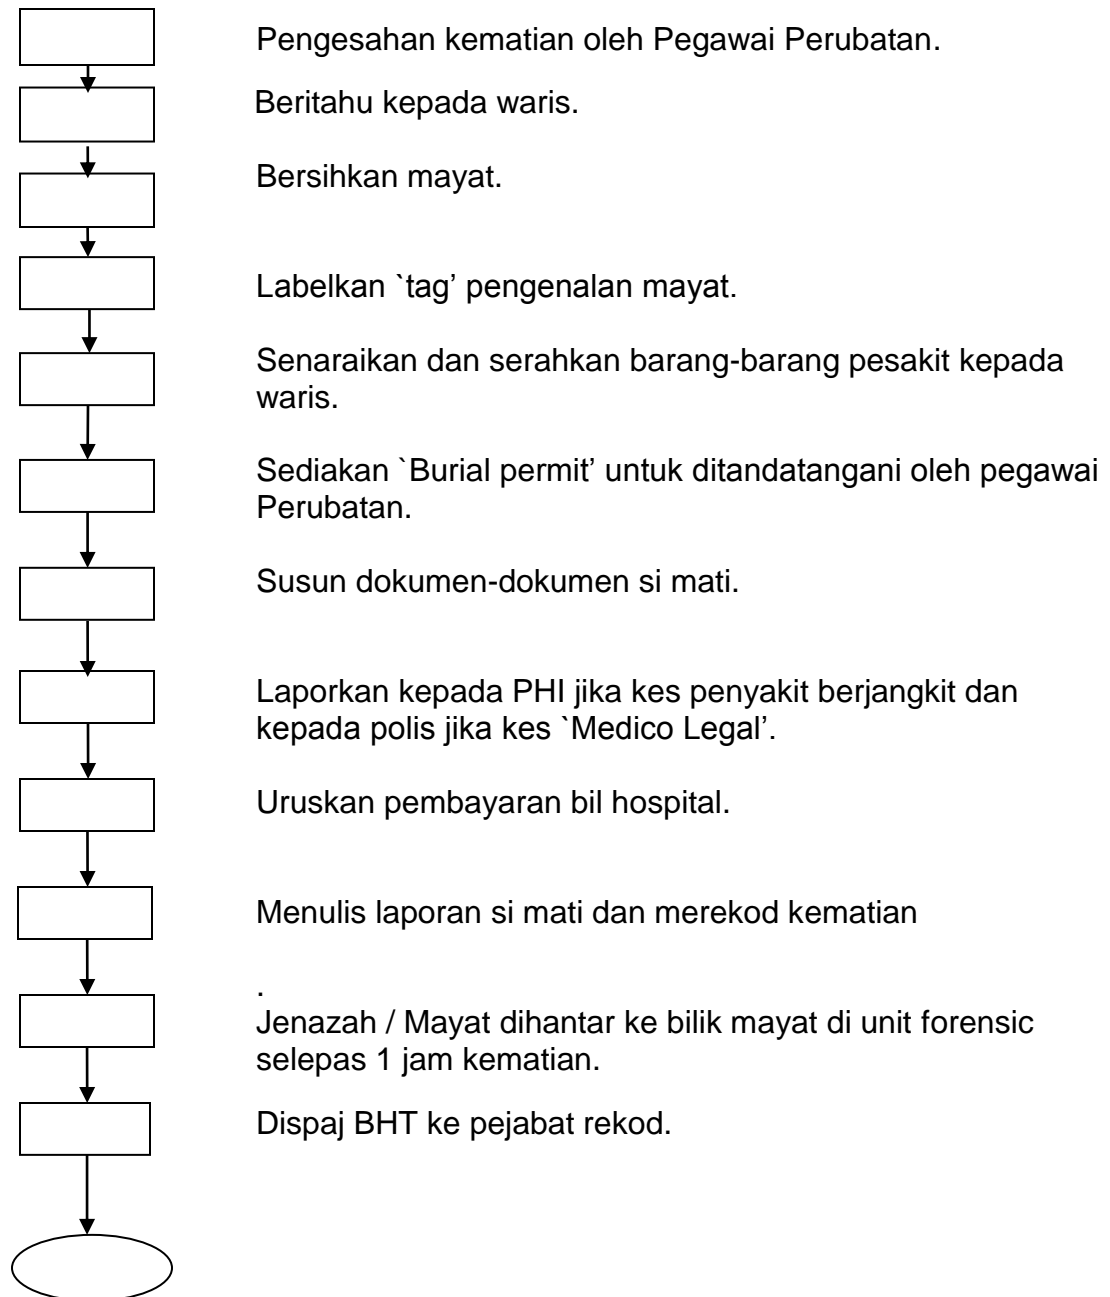 Pengesahan kematian oleh Pegawai Perubatan.
Beritahu kepada waris.
Bersihkan mayat.
Labelkan `tag’ pengenalan mayat.
Senaraikan dan serahkan barang-barang pesakit kepada
waris.
Sediakan `Burial permit’ untuk ditandatangani oleh pegawai
Perubatan.
Susun dokumen-dokumen si mati.
Laporkan kepada PHI jika kes penyakit berjangkit dan
kepada polis jika kes `Medico Legal’.
Uruskan pembayaran bil hospital.
Menulis laporan si mati dan merekod kematian
.
Jenazah / Mayat dihantar ke bilik mayat di unit forensic
selepas 1 jam kematian.
Dispaj BHT ke pejabat rekod.